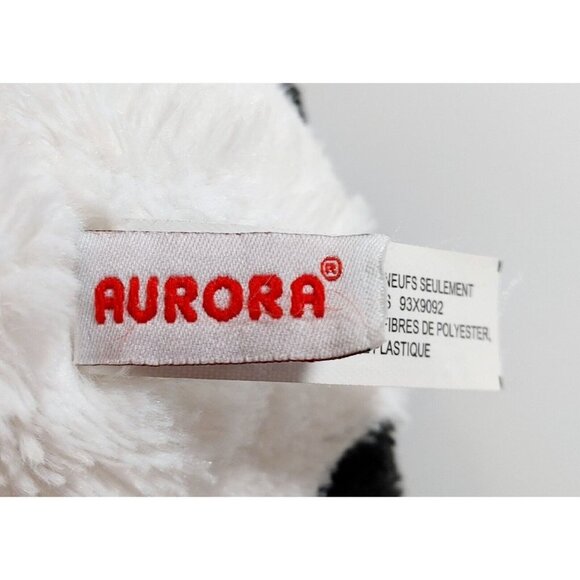 AURORA®
NEUFS SEULEMENT
93X9092
FIBRES DE POLYESTER,
PLASTIQUE